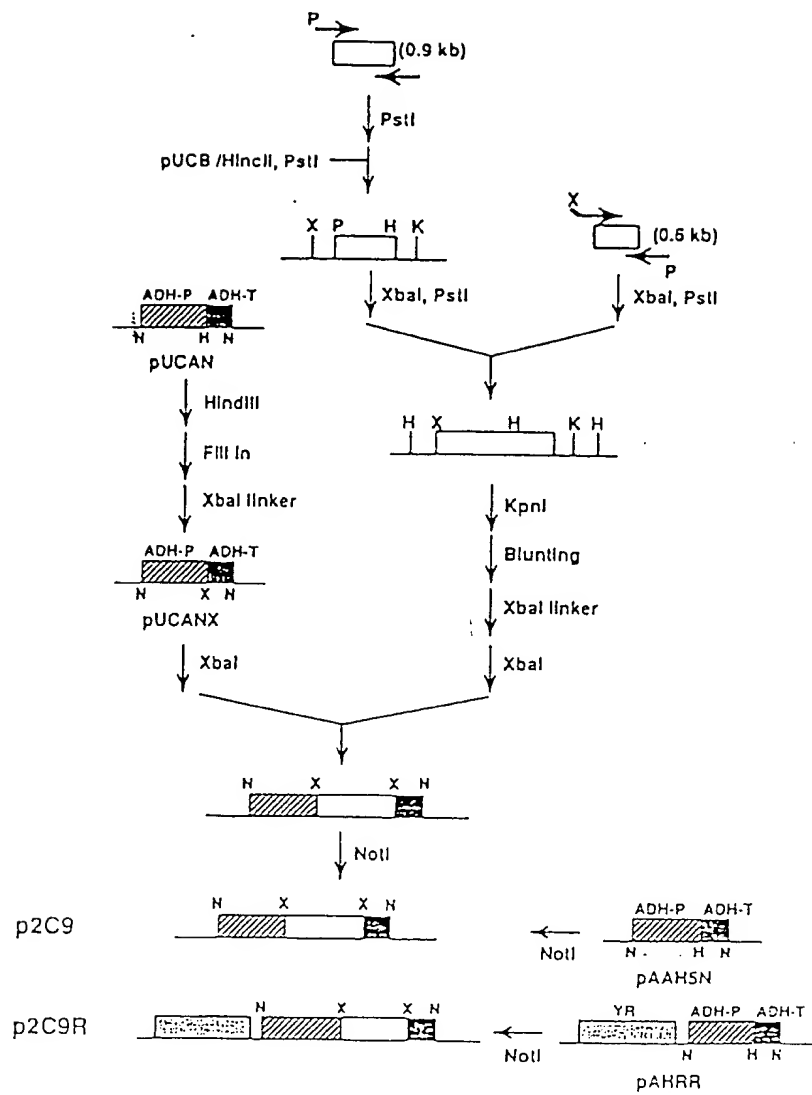 P
(0.9 kb)
PstI
pUCB /HincII, PstI
X P H K
X
(0.6 kb)
P
XbaI, PstI
XbaI, PstI
ADH-P ADH-T
N H N
pUCAN
HindIII
Fill In
XbaI linker
ADH-P ADH-T
N X N
pUCANX
XbaI
H X H K H
KpnI
Blunting
XbaI linker
XbaI
N X X N
NotI
p2C9
N X X N
NotI
ADH-P ADH-T
N H N
pAAH5N
p2C9R
N X X N
NotI
YR ADH-P ADH-T
N H N
pAHRR